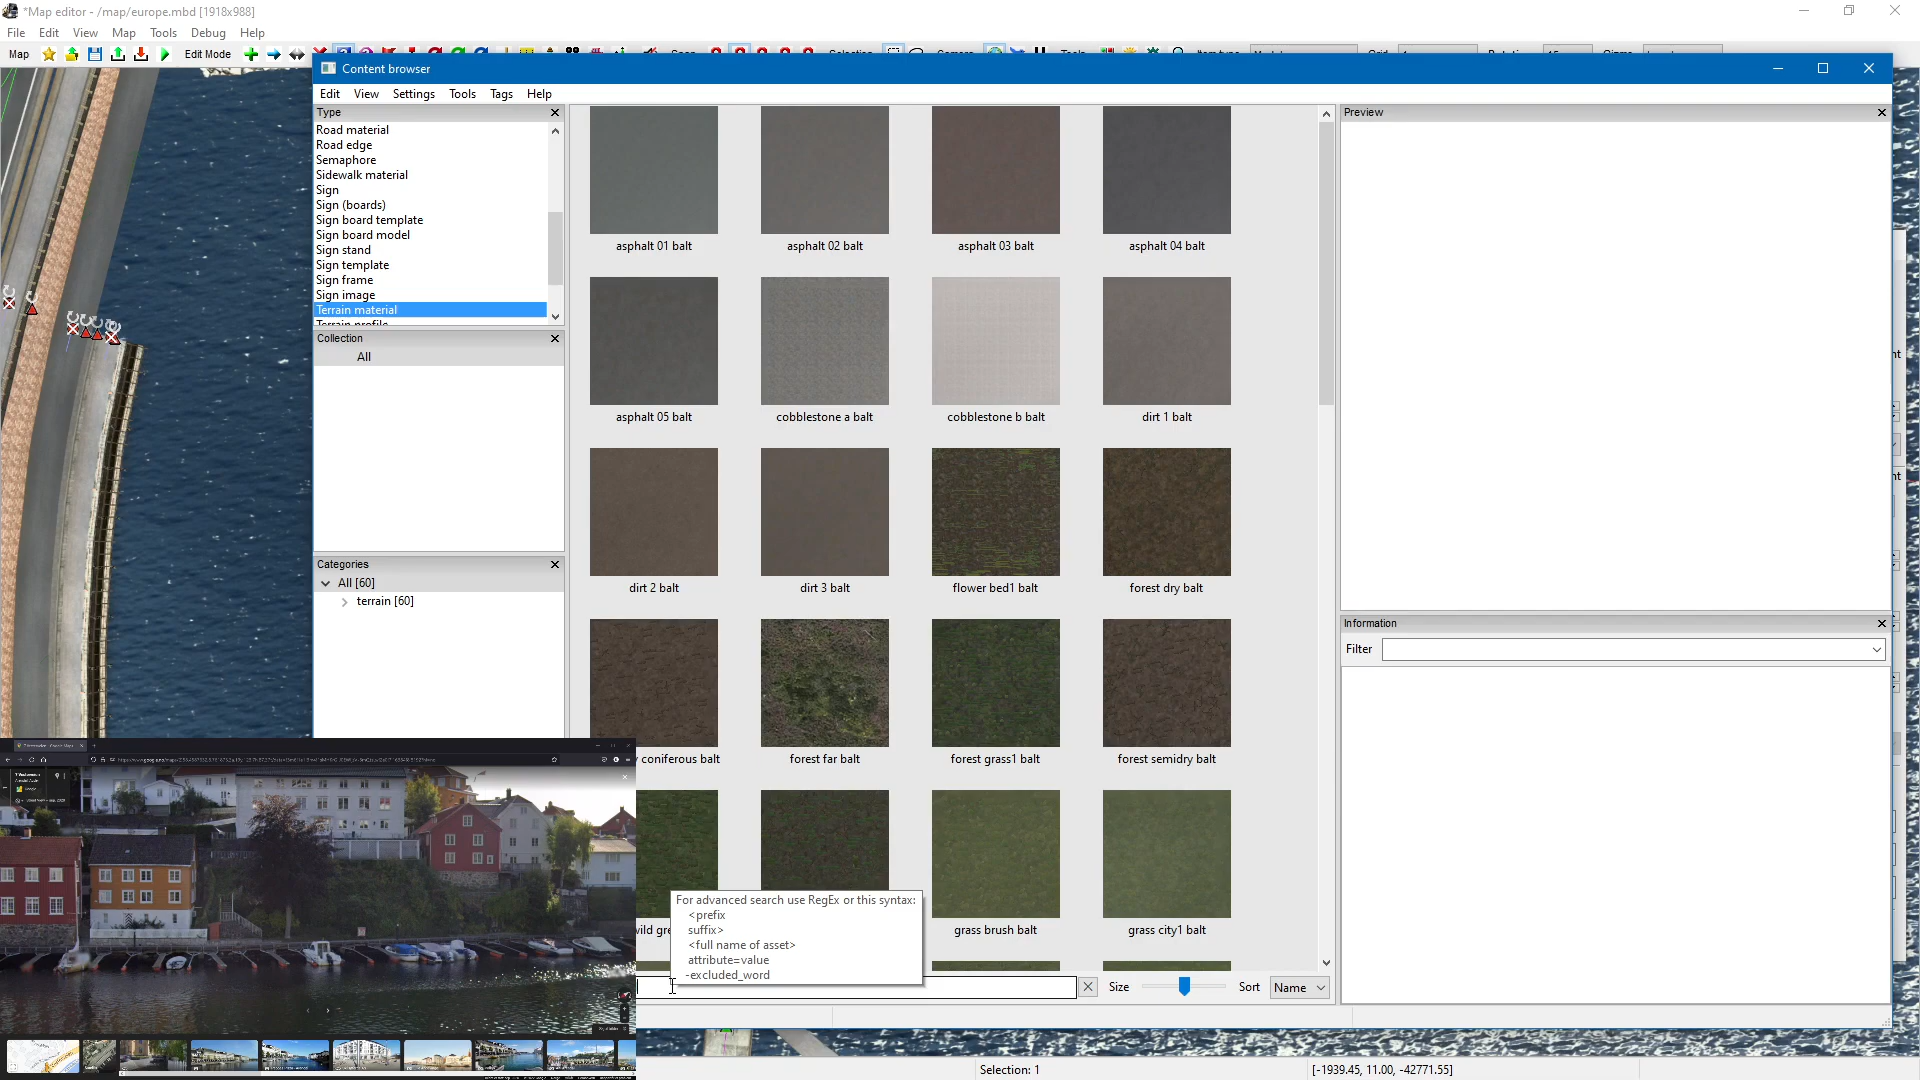 *Map editor - /map/europe.mbd [1918x988]
File Edit View Map Tools Debug Help
Map Edit Mode
Content browser
Edit View Settings Tools Tags Help
Type
Road material
Road edge
Semaphore
Sidewalk material
Sign
Sign (boards)
Sign board template
Sign board model
Sign stand
Sign template
Sign frame
Sign image
Terrain material
Terrain profile
Collection
All
Categories
All [60]
terrain [60]
asphalt 01 balt asphalt 02 balt asphalt 03 balt asphalt 04 balt
asphalt 05 balt cobblestone a balt cobblestone b balt dirt 1 balt
dirt 2 balt dirt 3 balt flower bed1 balt forest dry balt
coniferous balt forest far balt forest grass1 balt forest semidry balt
grass brush balt grass city1 balt
For advanced search use RegEx or this syntax:
<prefix
suffix>
<full name of asset>
attribute=value
-excluded_word
Size Sort Name
Preview
Information
Filter
Selection: 1
[-1939.45, 11.00, -42771.55]